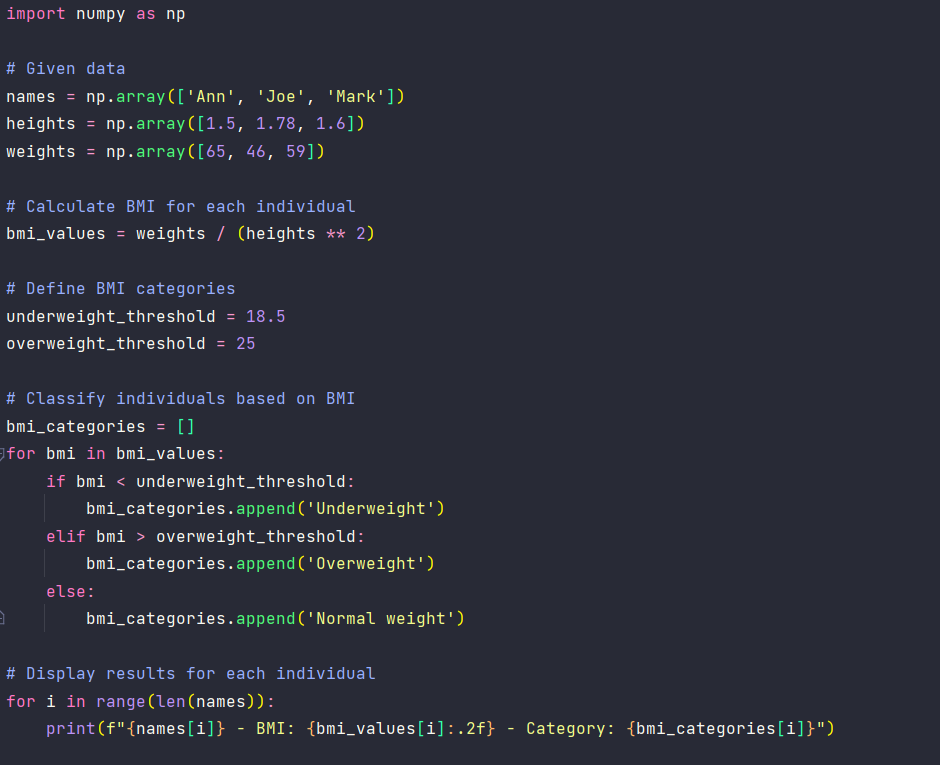 import numpy as np

# Given data
names = np.array(['Ann', 'Joe', 'Mark'])
heights = np.array([1.5, 1.78, 1.6])
weights = np.array([65, 46, 59])

# Calculate BMI for each individual
bmi_values = weights / (heights ** 2)

# Define BMI categories
underweight_threshold = 18.5
overweight_threshold = 25

# Classify individuals based on BMI
bmi_categories = []
for bmi in bmi_values:
    if bmi < underweight_threshold:
        bmi_categories.append('Underweight')
    elif bmi > overweight_threshold:
        bmi_categories.append('Overweight')
    else:
        bmi_categories.append('Normal weight')

# Display results for each individual
for i in range(len(names)):
    print(f"{names[i]} - BMI: {bmi_values[i]:.2f} - Category: {bmi_categories[i]}")